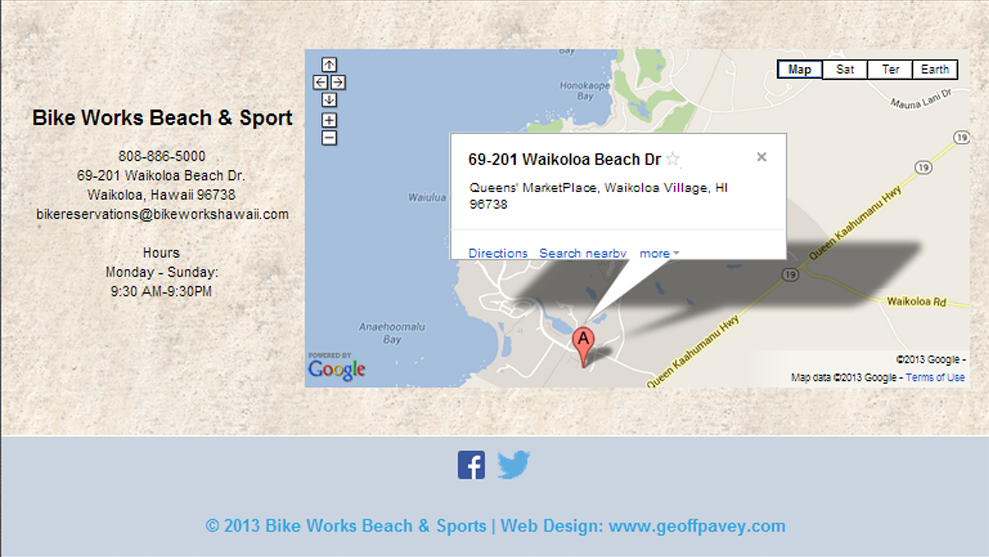 Bike Works Beach & Sport
808-886-5000
69-201 Waikoloa Beach Dr.
Waikoloa, Hawaii 96738
bikereservations@bikeworkshawaii.com
Hours
Monday - Sunday:
9:30 AM-9:30PM
Bay
Honokaope
Bay
Map Sat Ter Earth
Mauna Lani Dr
19
19
Waiulua
69-201 Waikoloa Beach Dr
Queens' MarketPlace, Waikoloa Village, HI
96738
Directions Search nearby more
Queen Kaahumanu Hwy
19
Waikoloa Rd
Anaehoomalu
Bay
A
Queen Kaahumanu Hwy
POWERED BY
Google
©2013 Google -
Map data ©2013 Google - Terms of Use
f
© 2013 Bike Works Beach & Sports | Web Design: www.geoffpavey.com